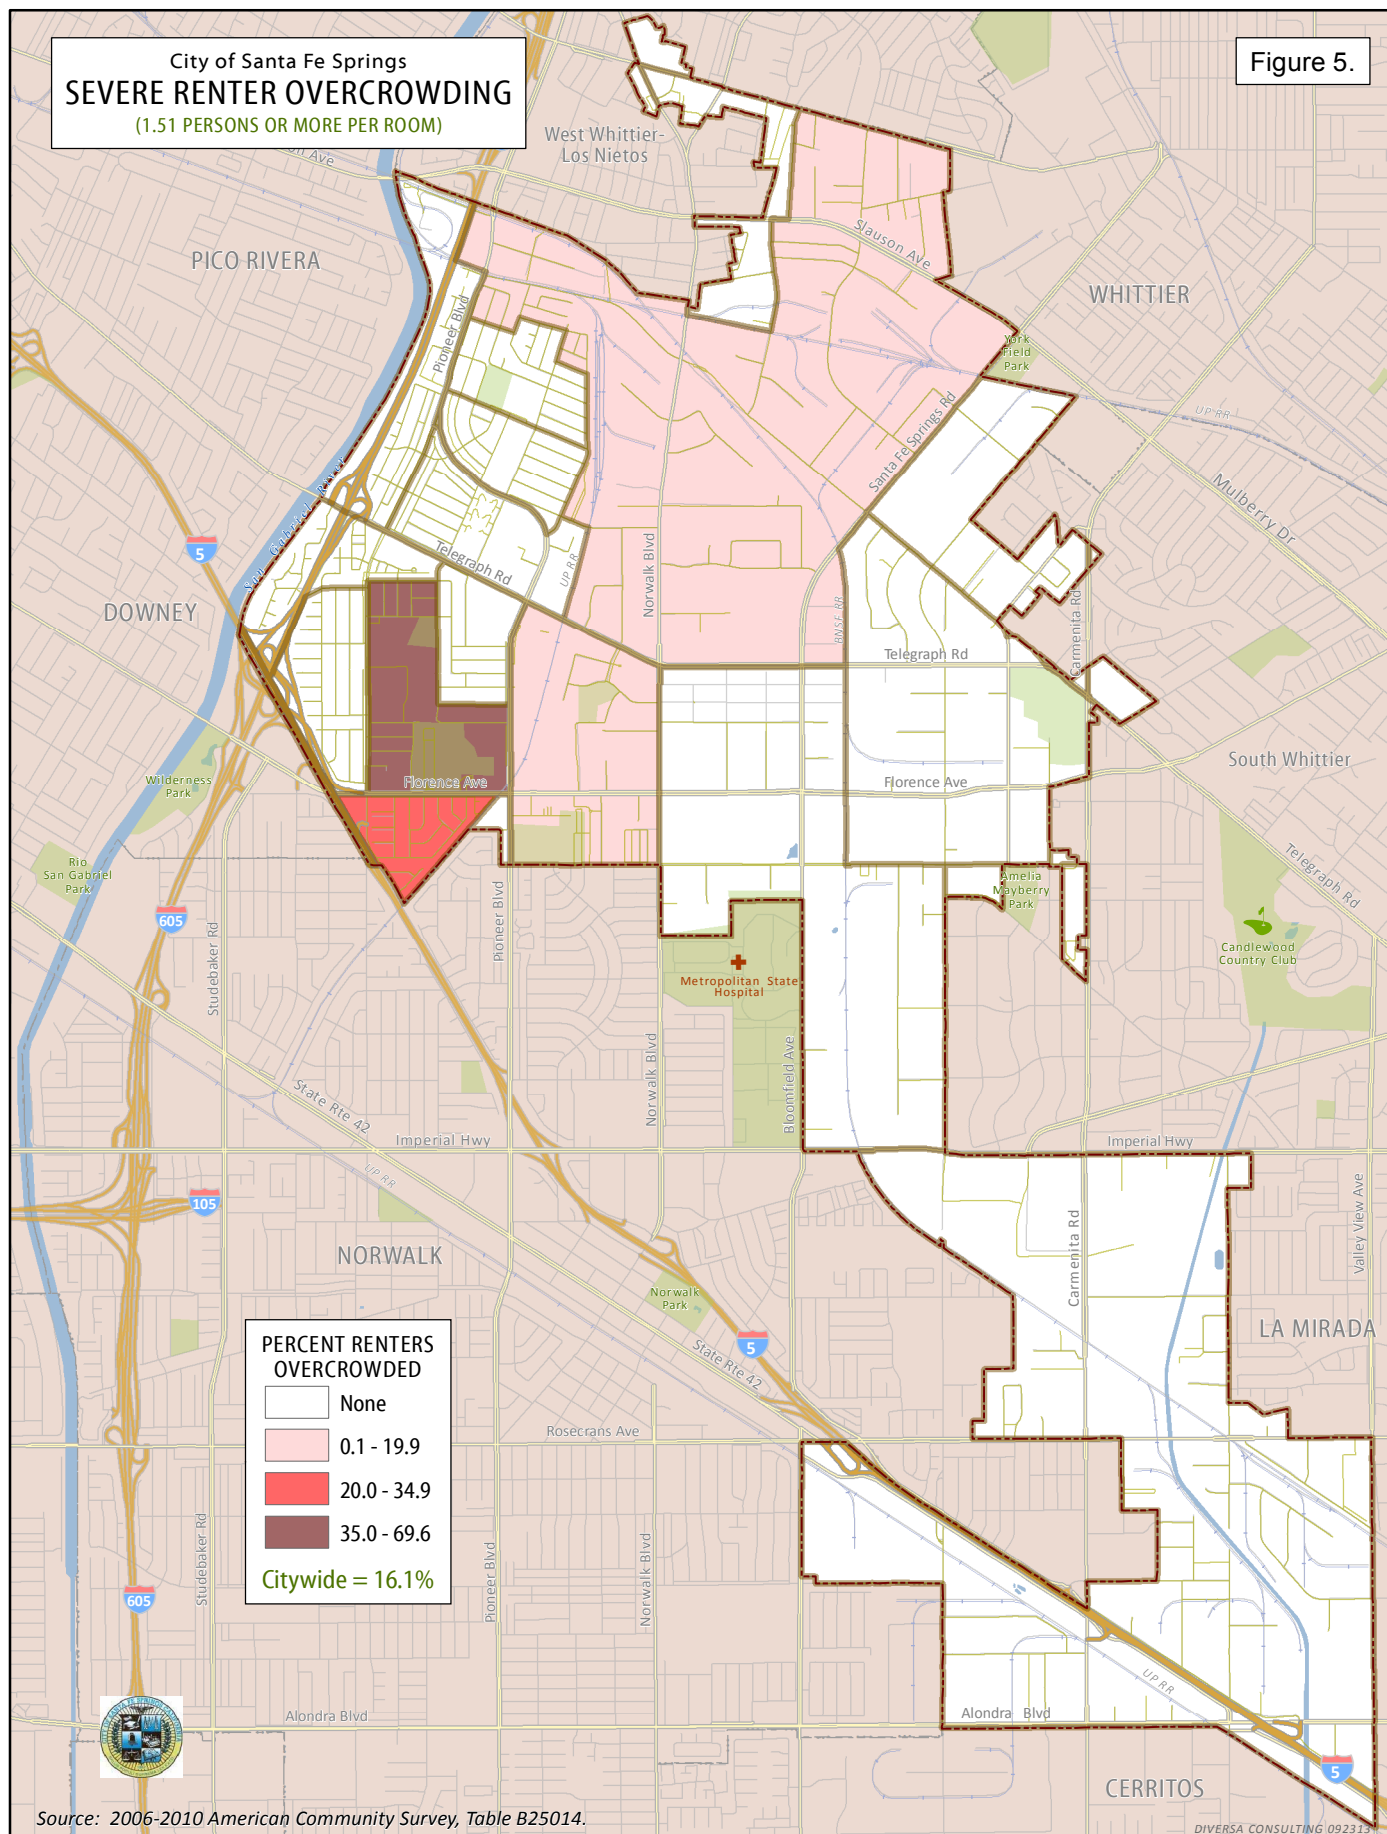 City of Santa Fe Springs
SEVERE RENTER OVERCROWDING
(1.51 PERSONS OR MORE PER ROOM)
Figure 5.
West Whittier-
Los Nietos
Ave
PICO RIVERA
Slauson Ave
WHITTIER
Pioneer Blvd
York
Field
Park
UP RR
Santa Fe Springs Rd
Mulberry Dr
San Gabriel River
5
Telegraph Rd
UP RR
Norwalk Blvd
BNSF RR
DOWNEY
Carmenita Rd
Telegraph Rd
South Whittier
Wilderness
Park
Florence Ave
Florence Ave
Telegraph Rd
Rio
San Gabriel
Park
Amelia
Mayberry
Park
605
Pioneer Blvd
Studebaker Rd
Candlewood
Country Club
Metropolitan State
Hospital
Norwalk Blvd
Bloomfield Ave
State Rte 42
Imperial Hwy
Imperial Hwy
UP RR
105
Carmenita Rd
Valley View Ave
NORWALK
Norwalk
Park
LA MIRADA
5
State Rte 42
PERCENT RENTERS
OVERCROWDED
None
0.1 - 19.9
20.0 - 34.9
35.0 - 69.6
Citywide = 16.1%
Rosecrans Ave
Studebaker Rd
Pioneer Blvd
Norwalk Blvd
605
UP RR
Alondra Blvd
Alondra Blvd
5
CERRITOS
Source: 2006-2010 American Community Survey, Table B25014.
DIVERSA CONSULTING 092313